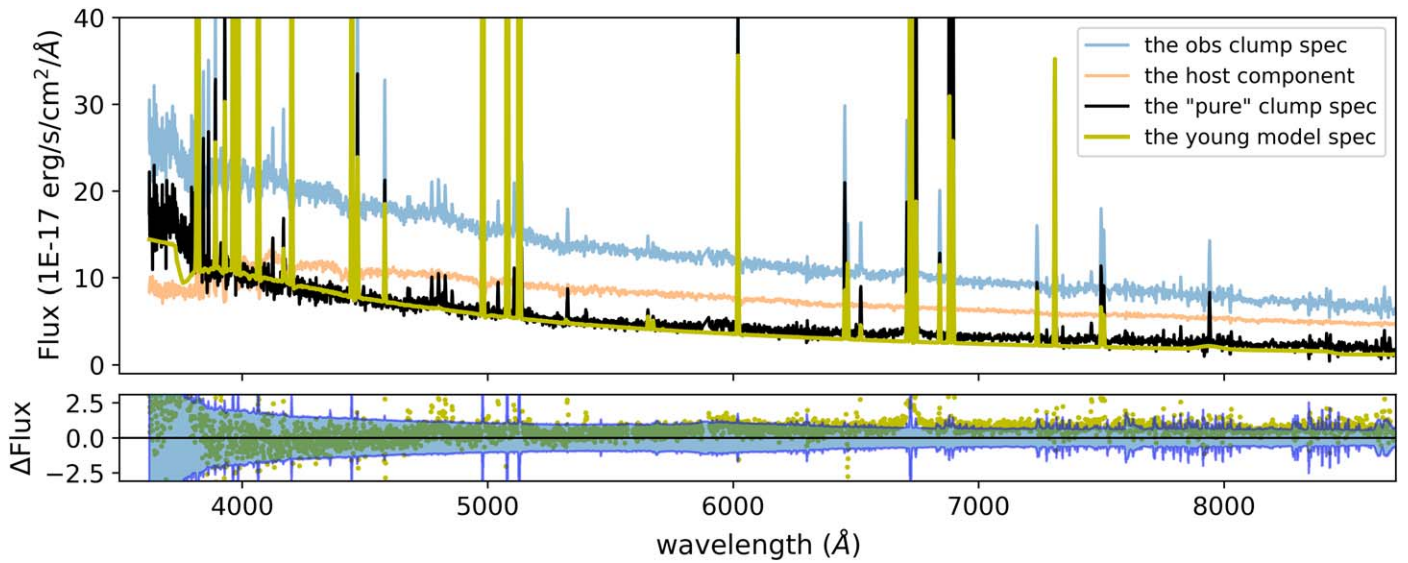 40
30
20
10
0
Flux (1E-17 erg/s/cm²/Å)
the obs clump spec
the host component
the "pure" clump spec
the young model spec
2.5
0.0
−2.5
ΔFlux
4000 5000 6000 7000 8000
wavelength (Å)